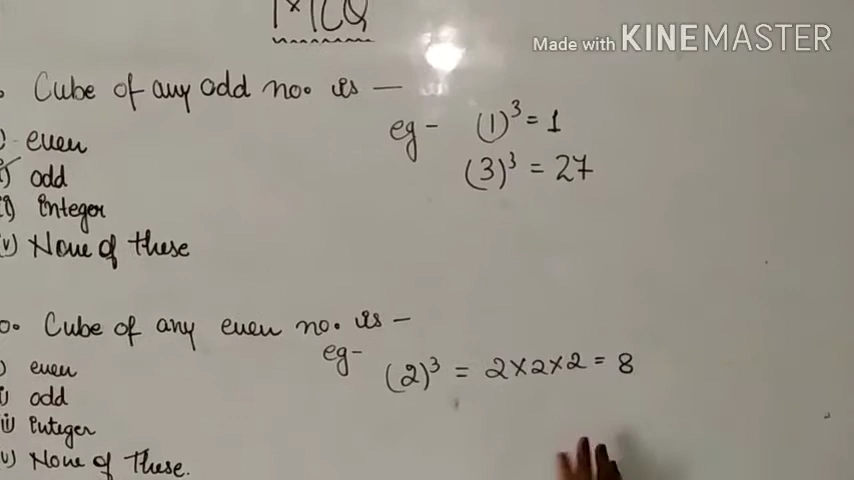 MCQ
Made with KINEMASTER
Cube of any odd no. is —
eg - (1)³ = 1
(3)³ = 27
) even
i) odd
i) Integer
v) None of these
o. Cube of any even no. is —
eg- (2)³ = 2×2×2 = 8
) even
i) odd
ii) Integer
v) None of These.